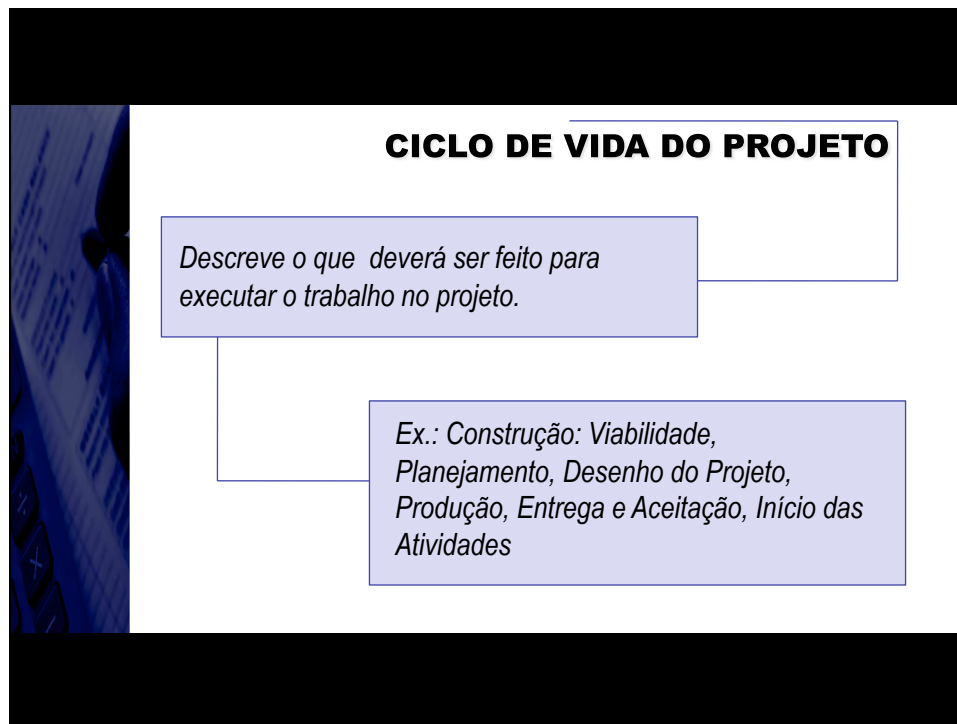 CICLO DE VIDA DO PROJETO
Descreve o que deverá ser feito para
executar o trabalho no projeto.
Ex.: Construção: Viabilidade,
Planejamento, Desenho do Projeto,
Produção, Entrega e Aceitação, Início das
Atividades